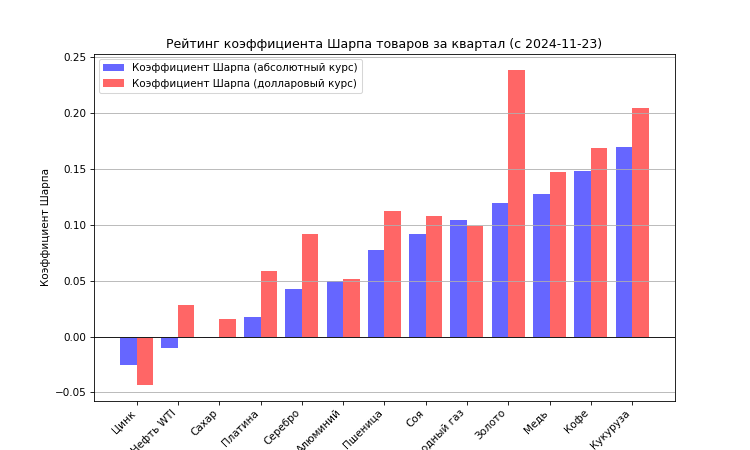 Рейтинг коэффициента Шарпа товаров за квартал (с 2024-11-23)
Коэффициент Шарпа (абсолютный курс)
Коэффициент Шарпа (долларовый курс)
Коэффициент Шарпа
0.25
0.20
0.15
0.10
0.05
0.00
−0.05
Цинк
Нефть WTI
Сахар
Платина
Серебро
Алюминий
Пшеница
Соя
одный газ
Золото
Медь
Кофе
Кукуруза